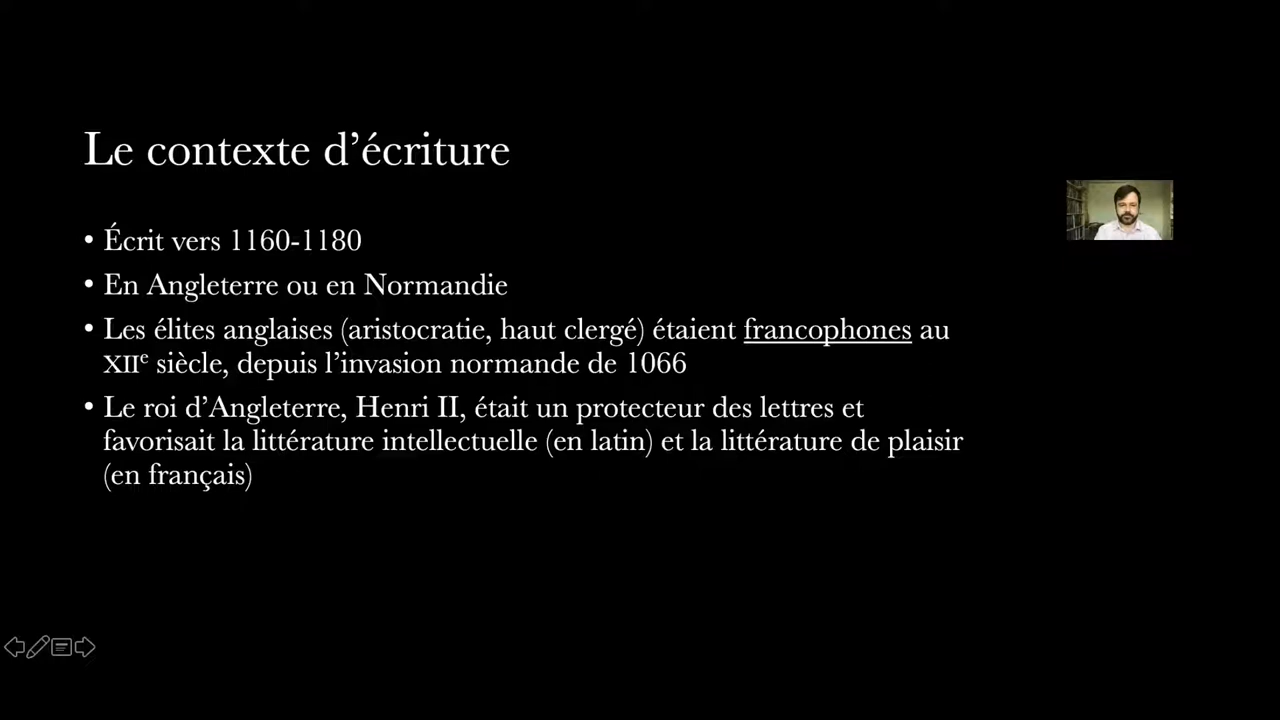 Le contexte d’écriture
• Écrit vers 1160-1180
• En Angleterre ou en Normandie
• Les élites anglaises (aristocratie, haut clergé) étaient francophones au
XIIᵉ siècle, depuis l’invasion normande de 1066
• Le roi d’Angleterre, Henri II, était un protecteur des lettres et
favorisait la littérature intellectuelle (en latin) et la littérature de plaisir
(en français)